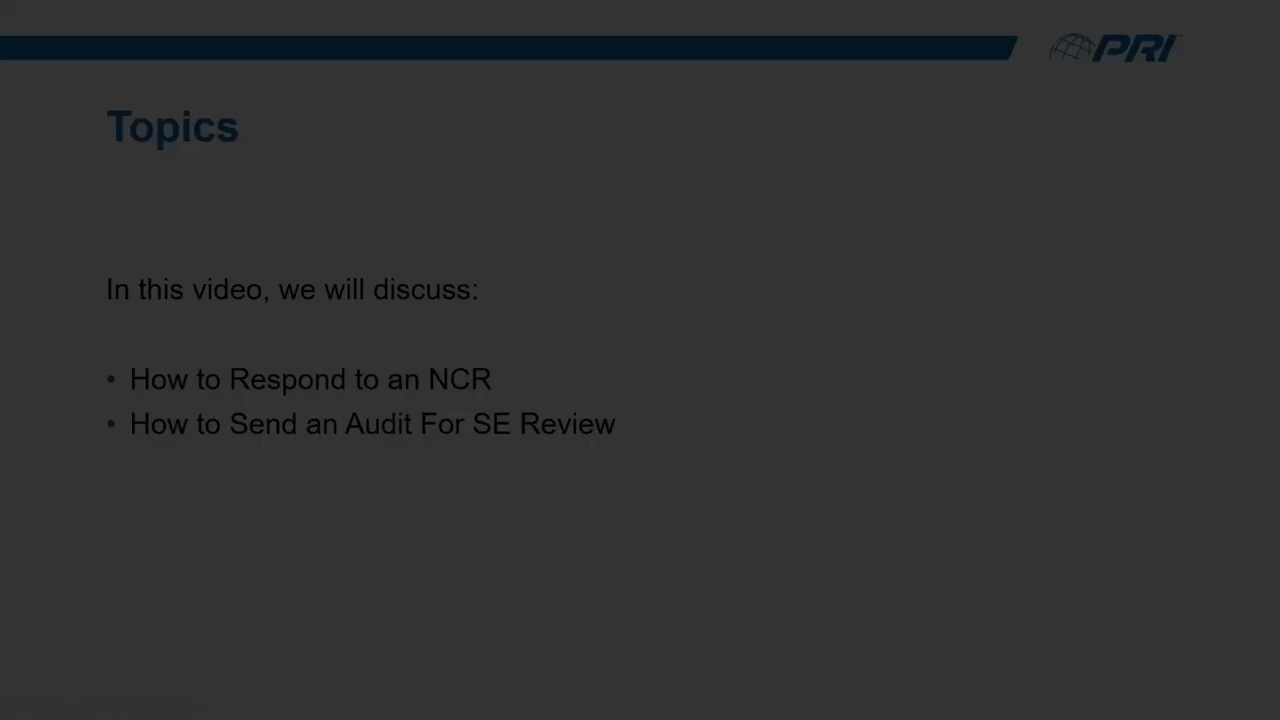 PRI
Topics
In this video, we will discuss:
• How to Respond to an NCR
• How to Send an Audit For SE Review